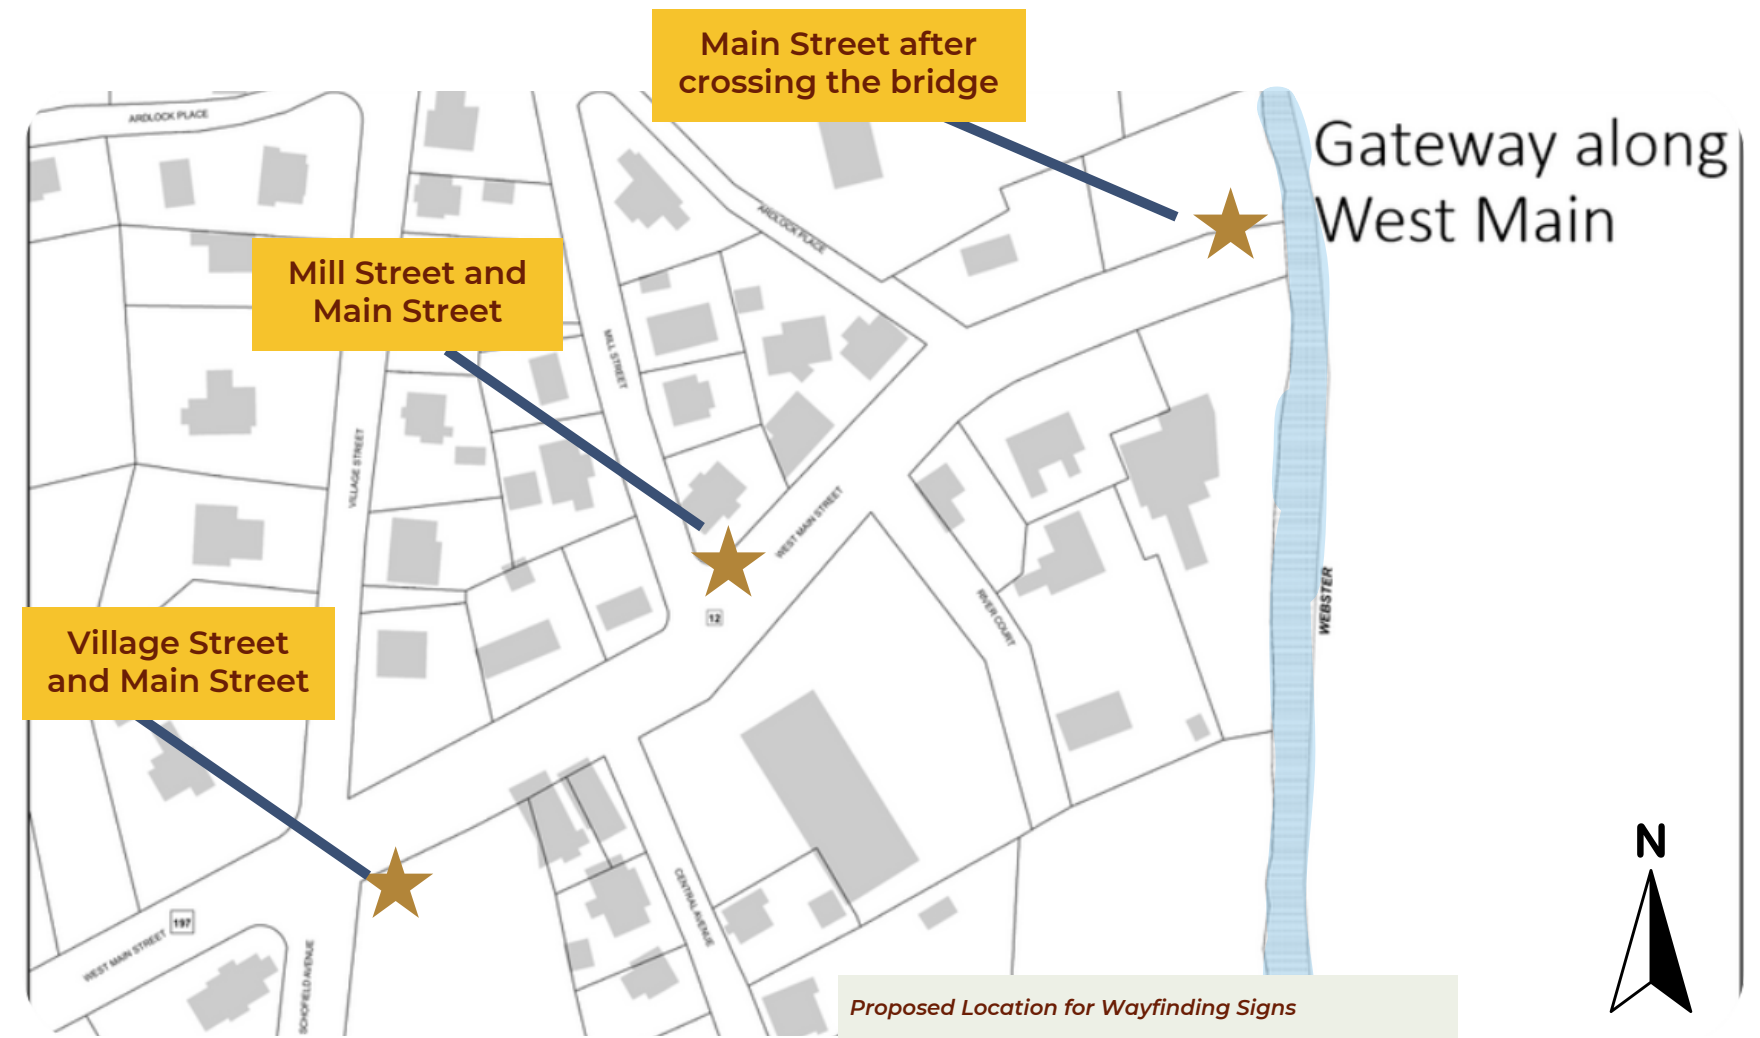 Main Street after
crossing the bridge
Gateway along
West Main
ARDLOCK PLACE
ARDLOCK PLACE
Mill Street and
Main Street
MILL STREET
VILLAGE STREET
WEST MAIN STREET
12
RIVER COURT
WEBSTER
Village Street
and Main Street
N
CENTRAL AVENUE
197
WEST MAIN STREET
SCHOFIELD AVENUE
Proposed Location for Wayfinding Signs